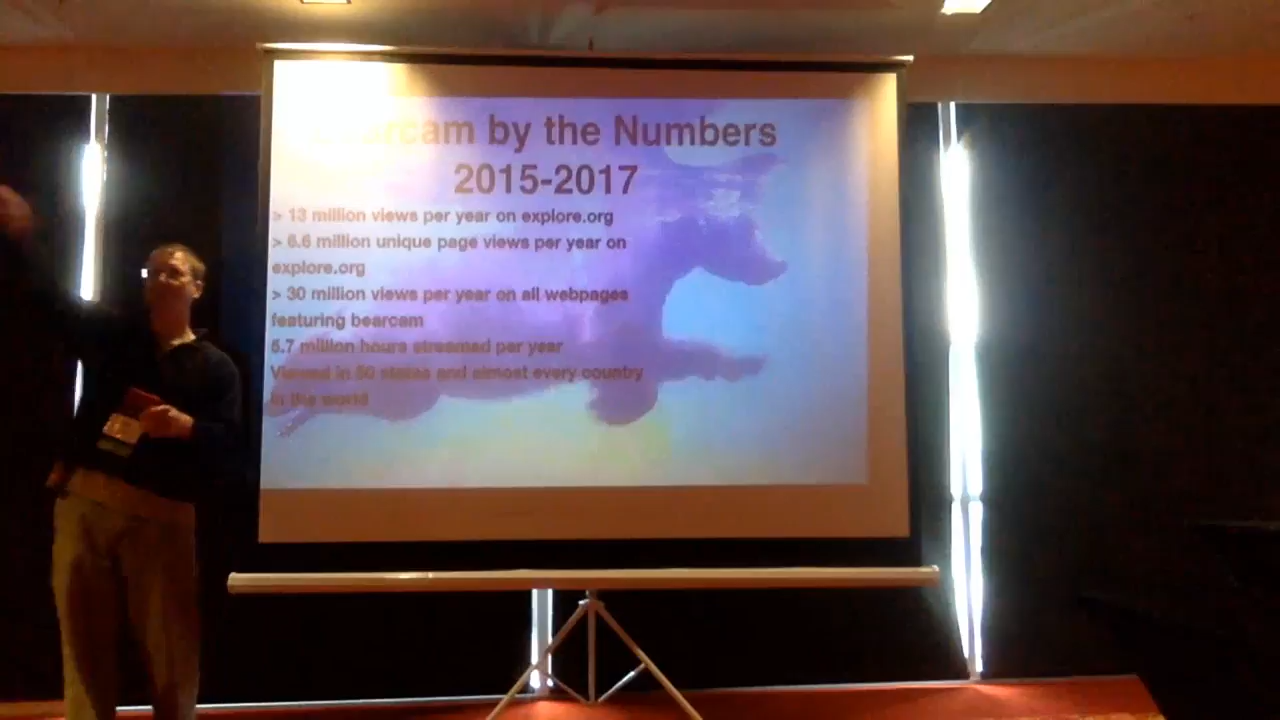 Bearcam by the Numbers
2015-2017
> 13 million views per year on explore.org
> 6.6 million unique page views per year on
explore.org
> 30 million views per year on all webpages
featuring bearcam
5.7 million hours streamed per year
Viewed in 50 states and almost every country
in the world